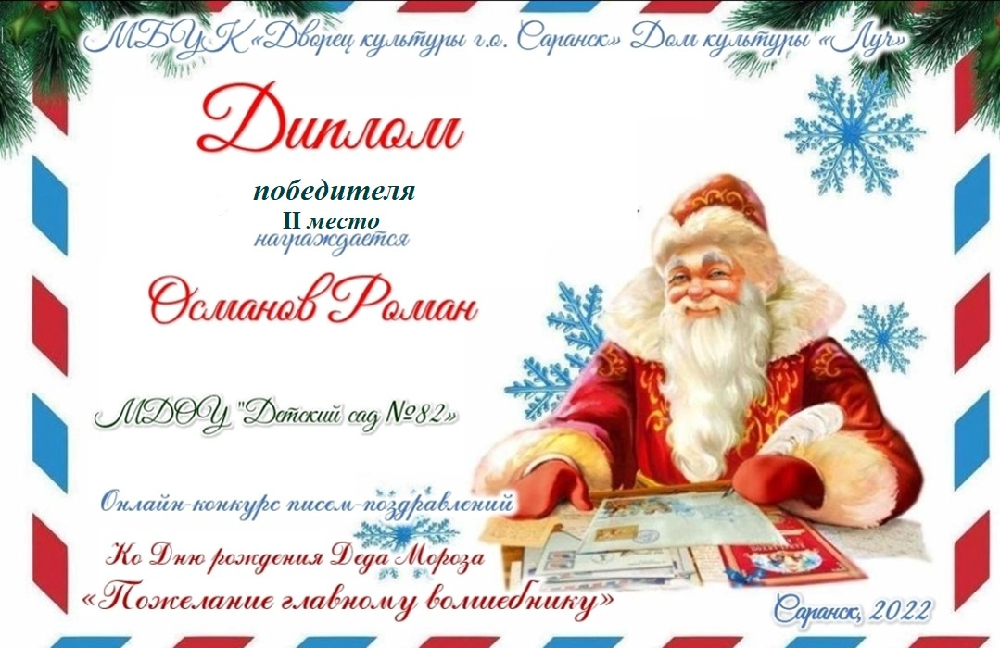 МБУК «Дворец культуры г.о. Саранск» Дом культуры «Луч»
Диплом
победителя
II место
награждается
Османов Роман
МДОУ "Детский сад №82»
Онлайн-конкурс писем-поздравлений
Ко Дню рождения Деда Мороза
«Пожелание главному волшебнику»
Саранск, 2022